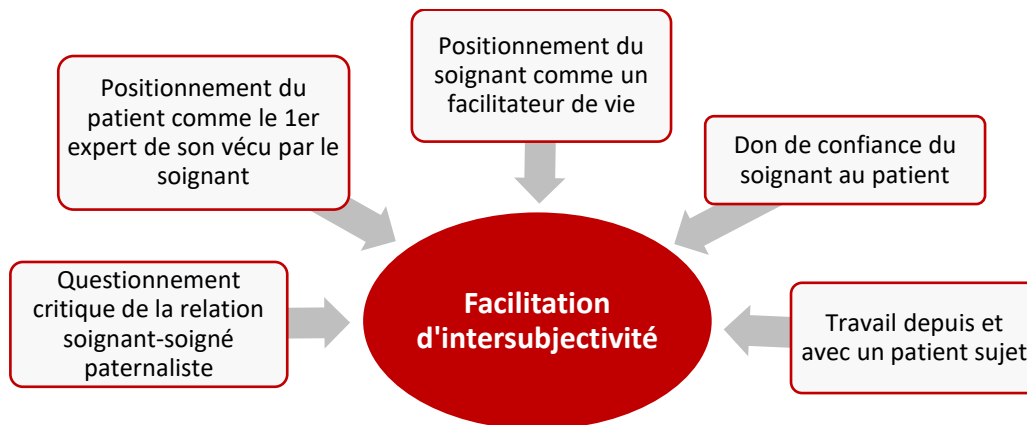 Positionnement du
soignant comme un
facilitateur de vie
Positionnement du
patient comme le 1er
expert de son vécu par le
soignant
Don de confiance du
soignant au patient
Questionnement
critique de la relation
soignant-soigné
paternaliste
Facilitation
d'intersubjectivité
Travail depuis et
avec un patient sujet